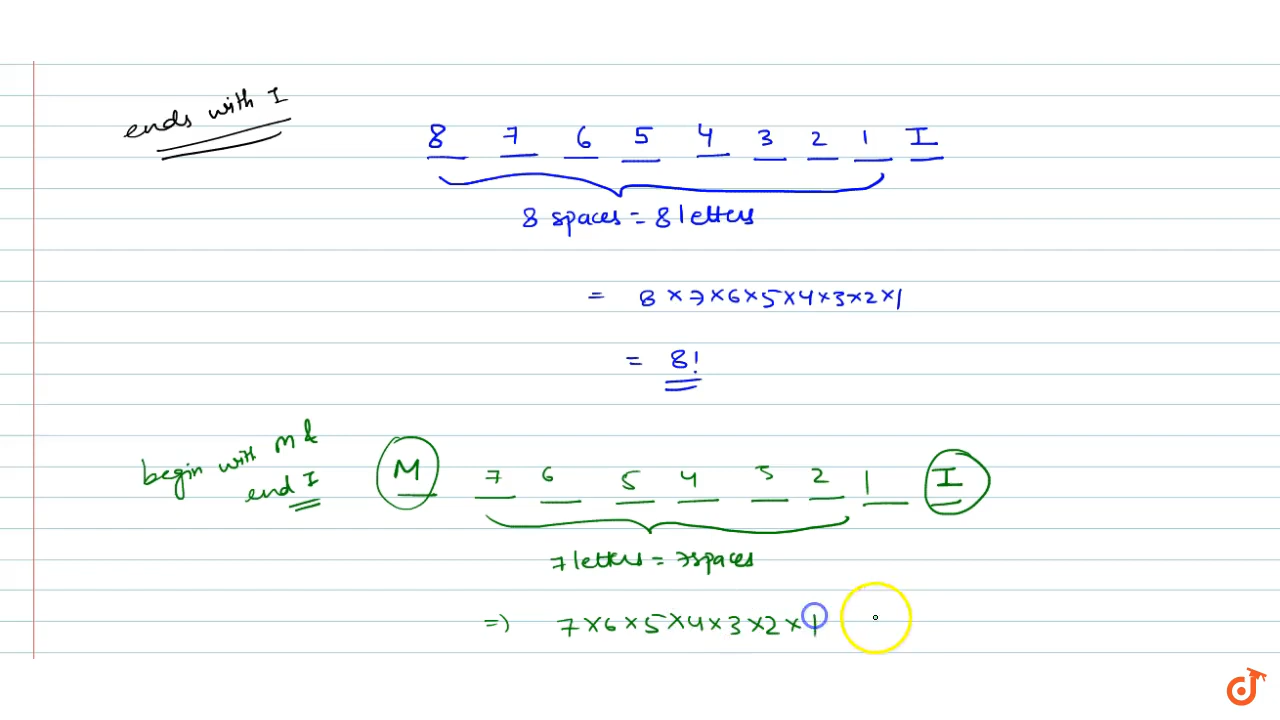 ends with I
8 7 6 5 4 3 2 1 I
8 spaces = 8 letters
= 8 × 7 × 6 × 5 × 4 × 3 × 2 × 1
= 8!
begin with M &
end I
M 7 6 5 4 3 2 1 I
7 letters = 7 spaces
=) 7 × 6 × 5 × 4 × 3 × 2 × 1